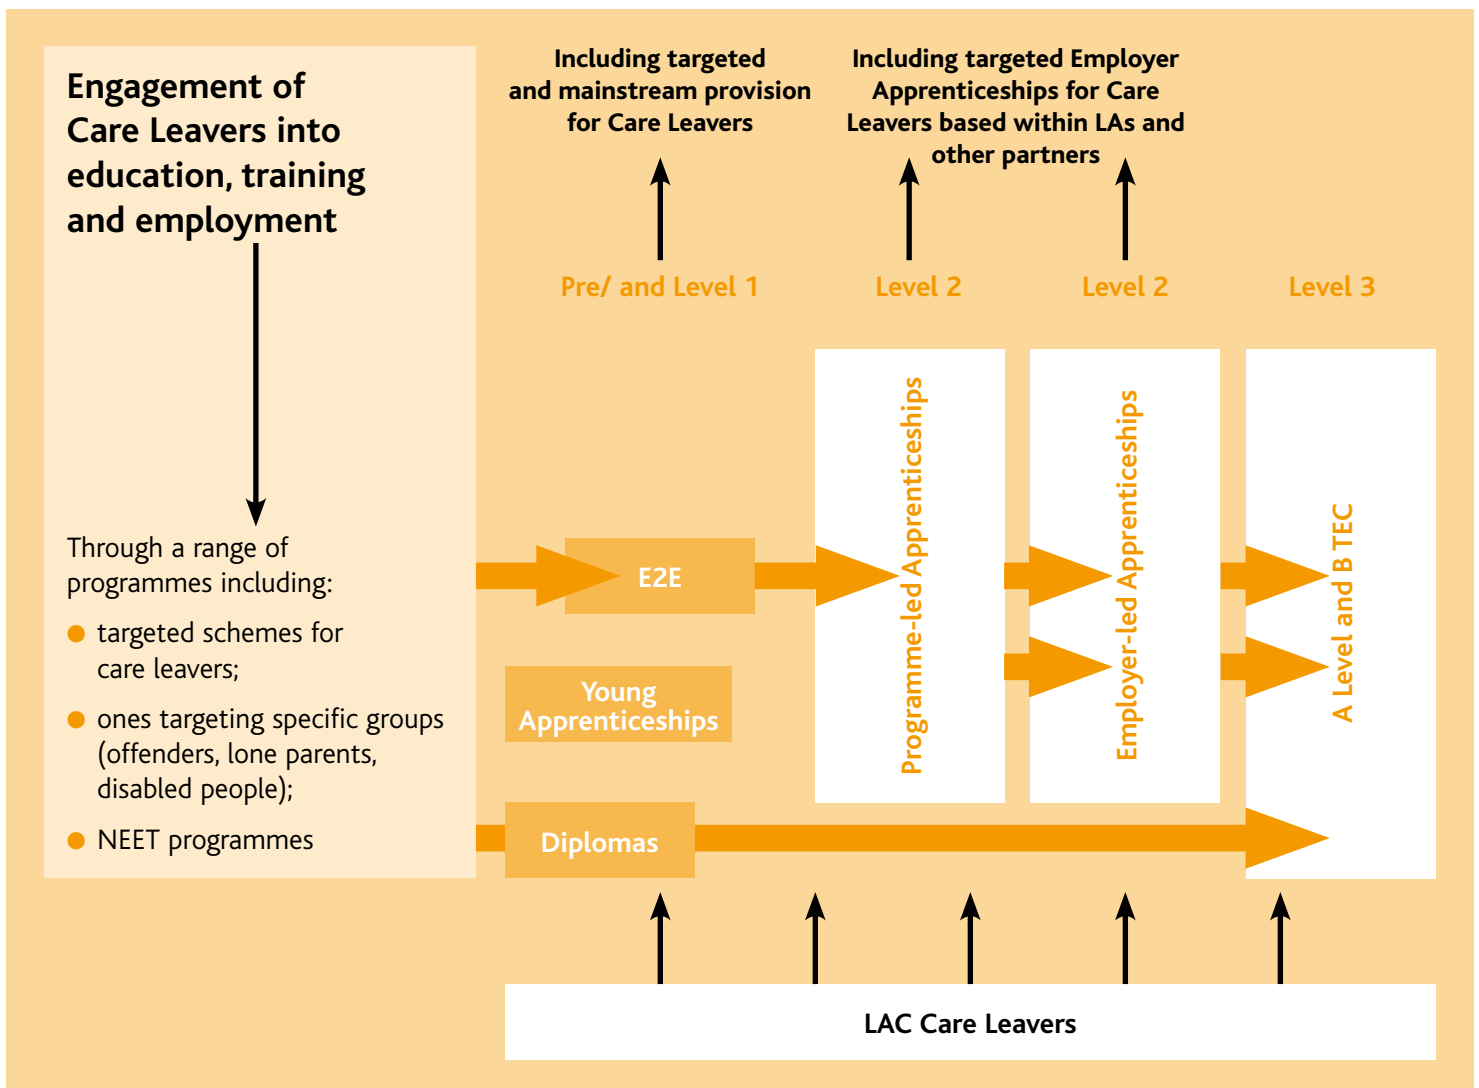 Engagement of
Care Leavers into
education, training
and employment
Through a range of
programmes including:
● targeted schemes for
care leavers;
● ones targeting specific groups
(offenders, lone parents,
disabled people);
● NEET programmes
Including targeted
and mainstream provision
for Care Leavers
Including targeted Employer
Apprenticeships for Care
Leavers based within LAs and
other partners
Pre/ and Level 1
Level 2
Level 2
Level 3
E2E
Young
Apprenticeships
Diplomas
Programme-led Apprenticeships
Employer-led Apprenticeships
A Level and B TEC
LAC Care Leavers